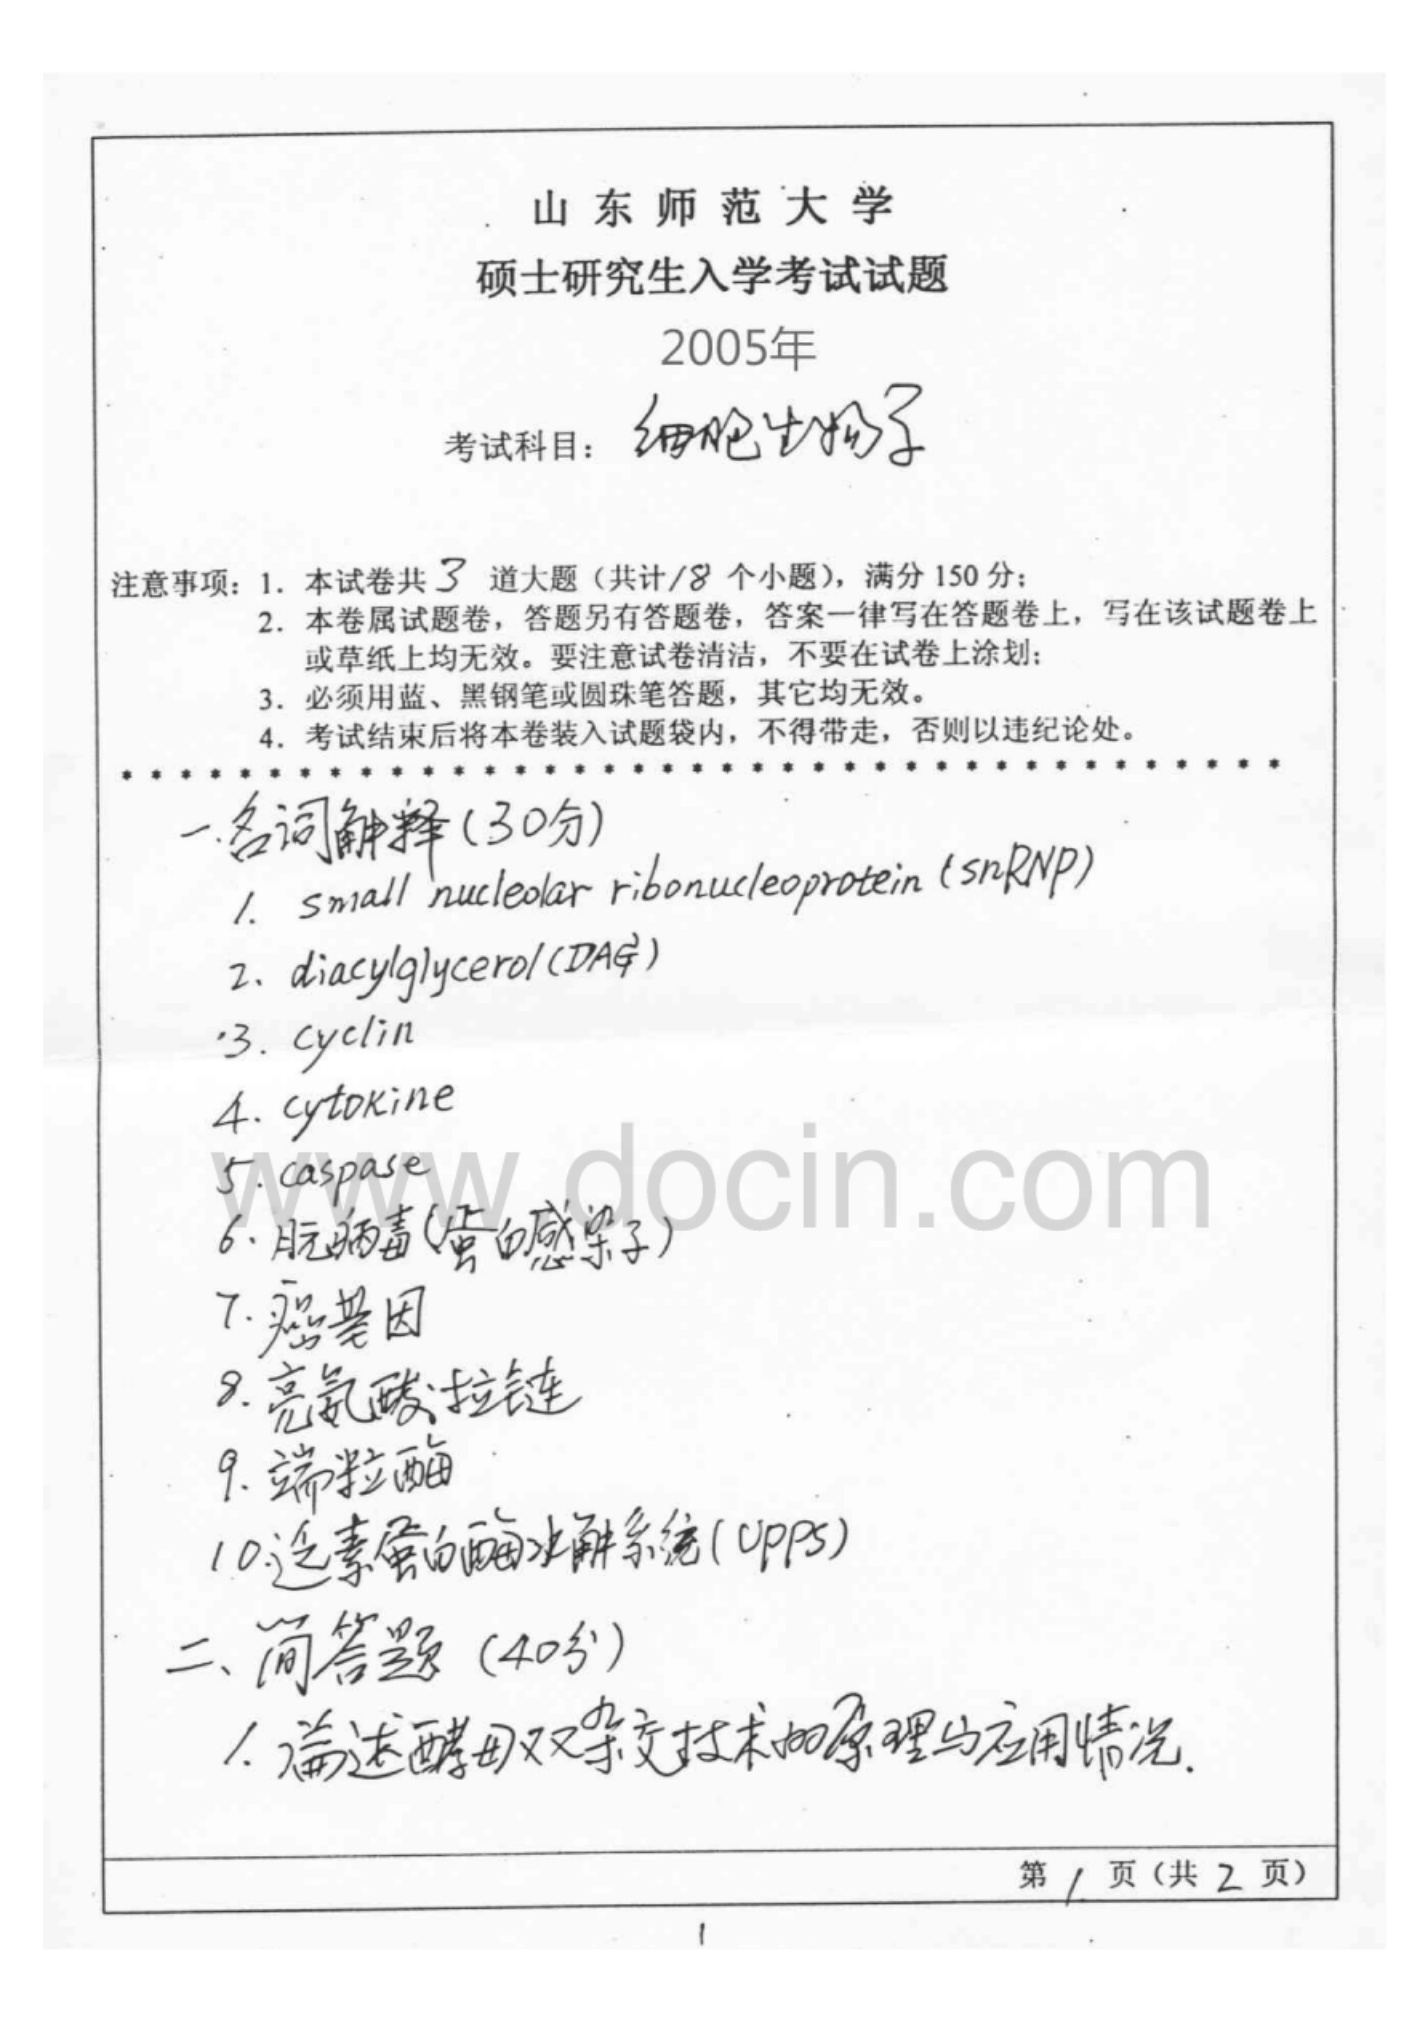 山东师范大学
硕士研究生入学考试试题
2005年
考试科目：细胞生物学
注意事项：1．本试卷共 3 道大题（共计 18 个小题），满分 150 分；
2．本卷属试题卷，答题另有答题卷，答案一律写在答题卷上，写在该试题卷上
或草纸上均无效。要注意试卷清洁，不要在试卷上涂划；
3．必须用蓝、黑钢笔或圆珠笔答题，其它均无效。
4．考试结束后将本卷装入试题袋内，不得带走，否则以违纪论处。
* * * * * * * * * * * * * * * * * * * * * * * * * * * * * * * * * * * * * *
一.名词解释(30分)
1. small nucleolar ribonucleoprotein (snRNP)
2、diacylglycerol (DAG)
3. cyclin
4. cytokine
5. caspase
www.docin.com
6. 朊病毒(蛋白感染子)
7. 癌基因
8. 亮氨酸拉链
9. 端粒酶
10. 泛素蛋白酶水解系统(UPPS)
二、简答题 (40分)
1. 论述酵母双杂交技术的原理与应用情况.
第 1 页（共 2 页）
1